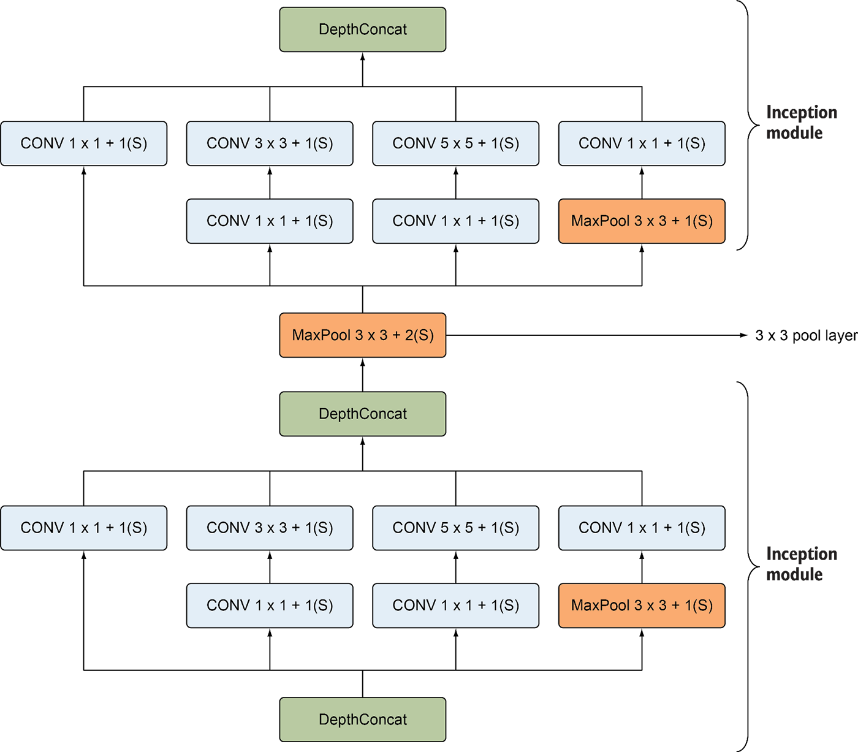 DepthConcat
Inception
module
CONV 1 x 1 + 1(S)
CONV 3 x 3 + 1(S)
CONV 5 x 5 + 1(S)
CONV 1 x 1 + 1(S)
CONV 1 x 1 + 1(S)
CONV 1 x 1 + 1(S)
MaxPool 3 x 3 + 1(S)
MaxPool 3 x 3 + 2(S)
3 x 3 pool layer
DepthConcat
CONV 1 x 1 + 1(S)
CONV 3 x 3 + 1(S)
CONV 5 x 5 + 1(S)
CONV 1 x 1 + 1(S)
Inception
module
CONV 1 x 1 + 1(S)
CONV 1 x 1 + 1(S)
MaxPool 3 x 3 + 1(S)
DepthConcat